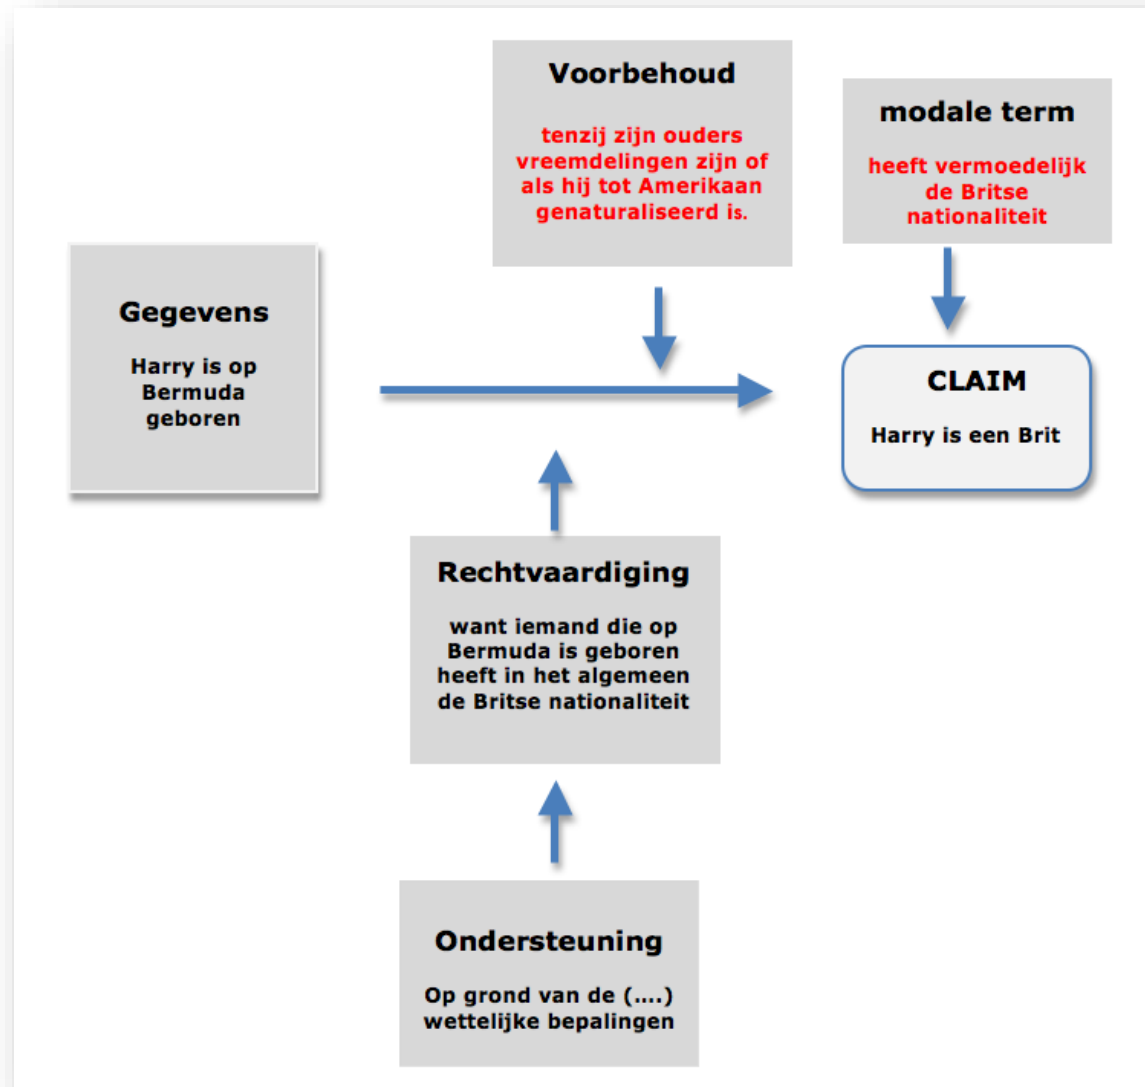 Voorbehoud
tenzij zijn ouders
vreemdelingen zijn of
als hij tot Amerikaan
genaturaliseerd is.
modale term
heeft vermoedelijk
de Britse
nationaliteit
Gegevens
Harry is op
Bermuda
geboren
CLAIM
Harry is een Brit
Rechtvaardiging
want iemand die op
Bermuda is geboren
heeft in het algemeen
de Britse nationaliteit
Ondersteuning
Op grond van de (....)
wettelijke bepalingen